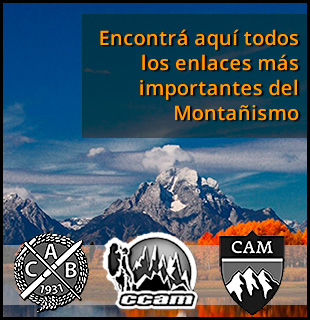 Encontrá aquí todos
los enlaces más
importantes del
Montañismo
C A B
1931
ccam
CAM